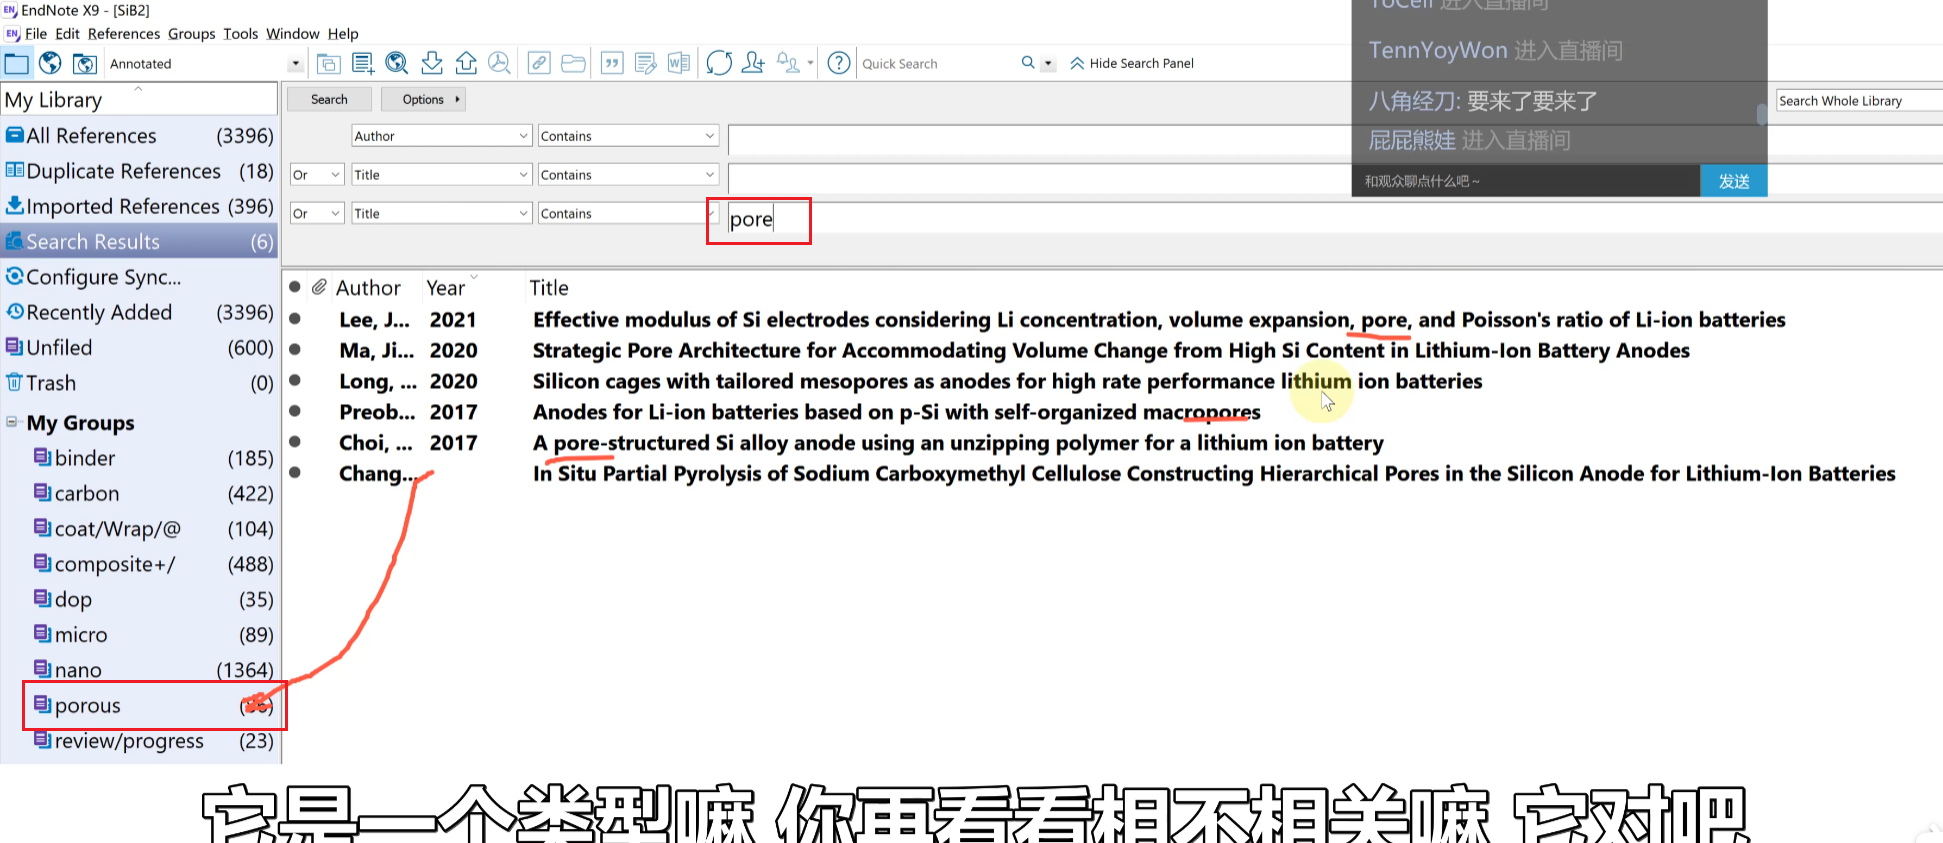 EndNote X9 - [SiB2]
File Edit References Groups Tools Window Help
Annotated
Quick Search
Hide Search Panel
My Library
All References (3396)
Duplicate References (18)
Imported References (396)
Search Results (6)
Configure Sync...
Recently Added (3396)
Unfiled (600)
Trash (0)
My Groups
binder (185)
carbon (422)
coat/Wrap/@ (104)
composite+/ (488)
dop (35)
micro (89)
nano (1364)
porous
review/progress (23)
Search Options
Search Whole Library
Author Contains
Or Title Contains
Or Title Contains pore
Author Year Title
Lee, J... 2021 Effective modulus of Si electrodes considering Li concentration, volume expansion, pore, and Poisson's ratio of Li-ion batteries
Ma, Ji... 2020 Strategic Pore Architecture for Accommodating Volume Change from High Si Content in Lithium-Ion Battery Anodes
Long, ... 2020 Silicon cages with tailored mesopores as anodes for high rate performance lithium ion batteries
Preob... 2017 Anodes for Li-ion batteries based on p-Si with self-organized macropores
Choi, ... 2017 A pore-structured Si alloy anode using an unzipping polymer for a lithium ion battery
Chang... In Situ Partial Pyrolysis of Sodium Carboxymethyl Cellulose Constructing Hierarchical Pores in the Silicon Anode for Lithium-Ion Batteries
进入直播间
TennYoyWon 进入直播间
八角经刀: 要来了要来了
屁屁熊娃 进入直播间
和观众聊点什么吧~
发送
它是一个类型嘛 你再看看相不相关嘛 它对吧